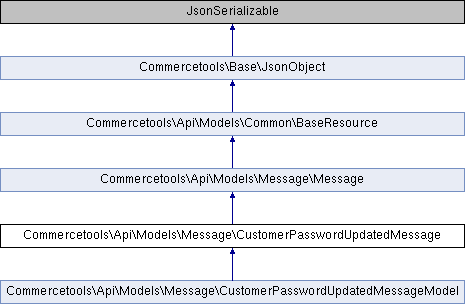 JsonSerializable
Commercetools\Base\JsonObject
Commercetools\Api\Models\Common\BaseResource
Commercetools\Api\Models\Message\Message
Commercetools\Api\Models\Message\CustomerPasswordUpdatedMessage
Commercetools\Api\Models\Message\CustomerPasswordUpdatedMessageModel